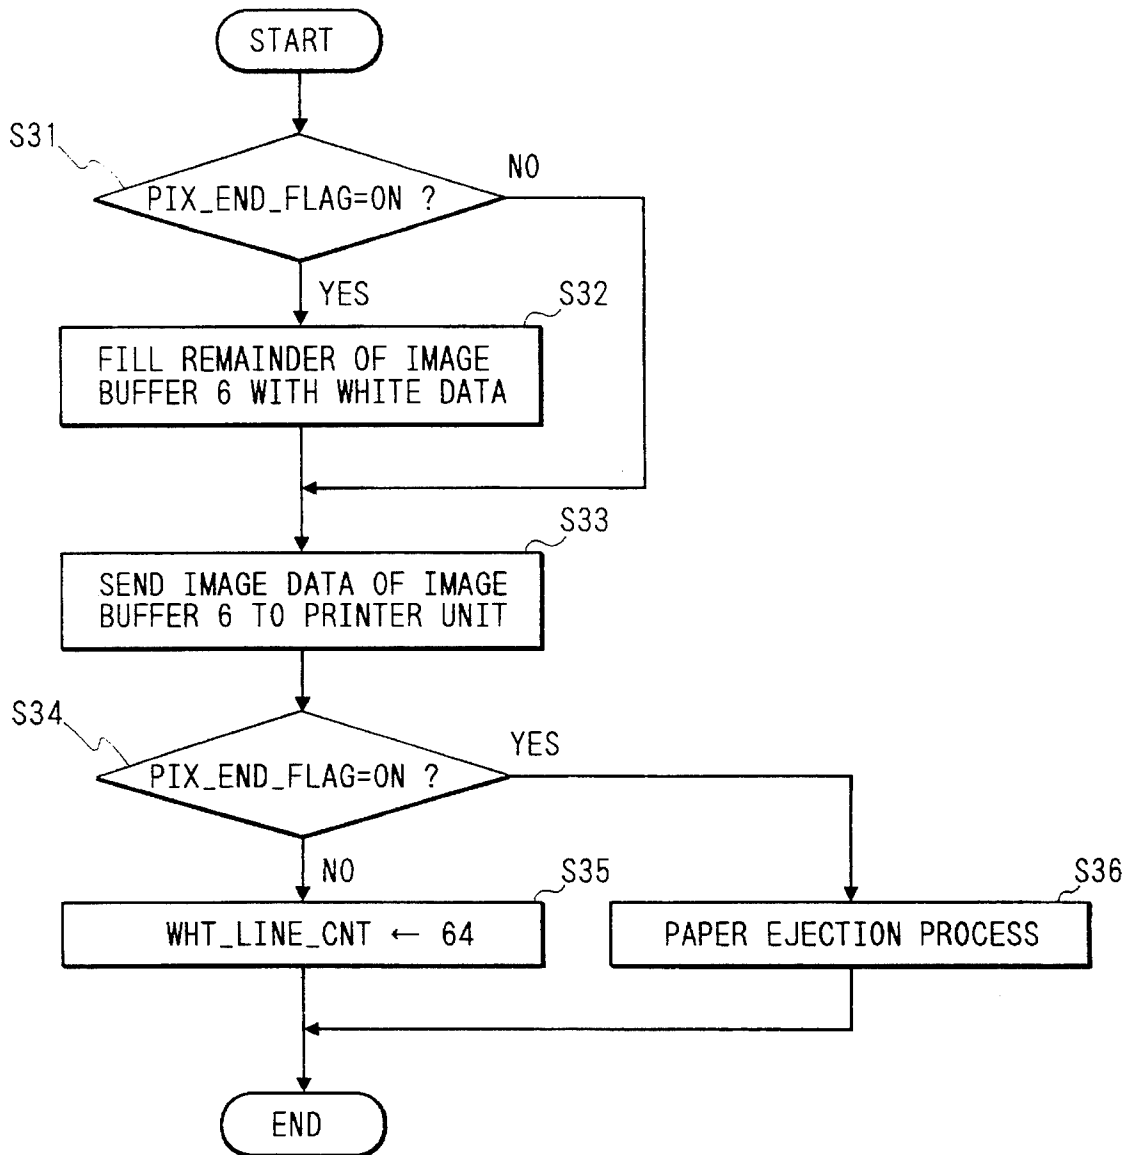 START
S31
PIX_END_FLAG=ON ?
NO
YES
S32
FILL REMAINDER OF IMAGE
BUFFER 6 WITH WHITE DATA
S33
SEND IMAGE DATA OF IMAGE
BUFFER 6 TO PRINTER UNIT
S34
PIX_END_FLAG=ON ?
YES
NO
S35
WHT_LINE_CNT ← 64
S36
PAPER EJECTION PROCESS
END